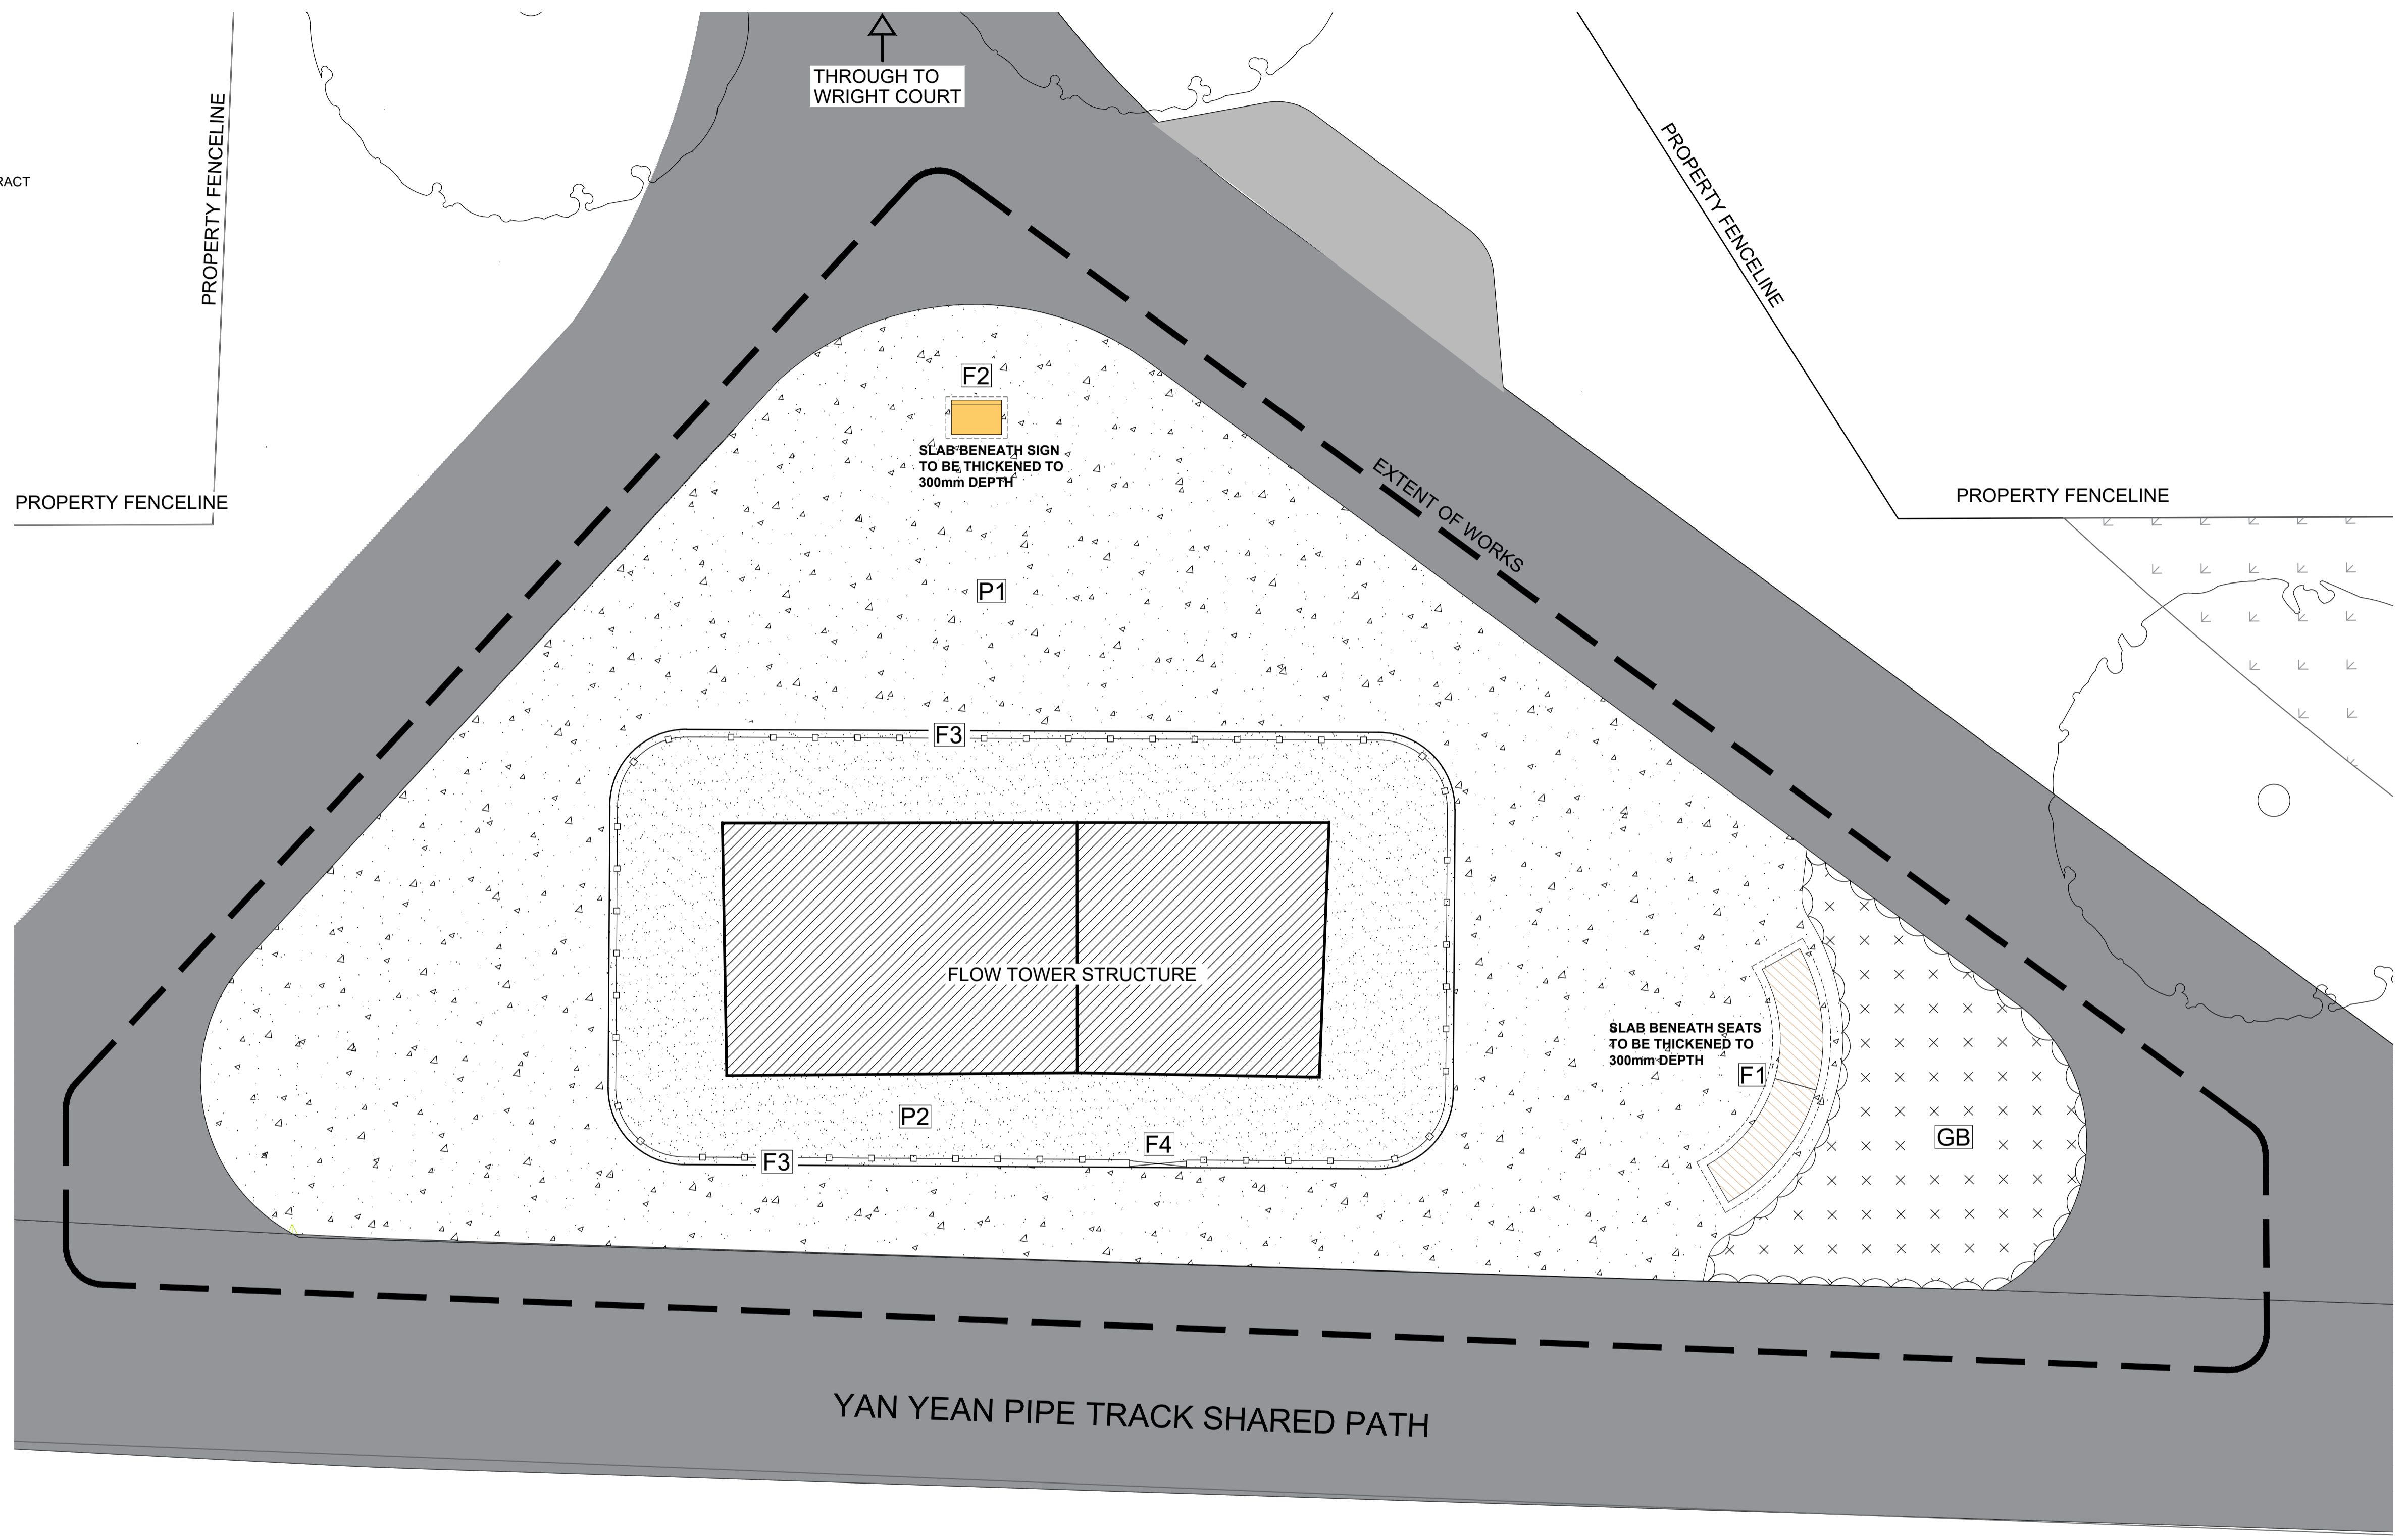 THROUGH TO
WRIGHT COURT
PROPERTY FENCELINE
PROPERTY FENCELINE
RACT
F2
SLAB BENEATH SIGN
TO BE THICKENED TO
300mm DEPTH
EXTENT OF WORKS
PROPERTY FENCELINE
PROPERTY FENCELINE
P1
F3
FLOW TOWER STRUCTURE
SLAB BENEATH SEATS
TO BE THICKENED TO
300mm DEPTH
F1
P2
F4
GB
F3
YAN YEAN PIPE TRACK SHARED PATH